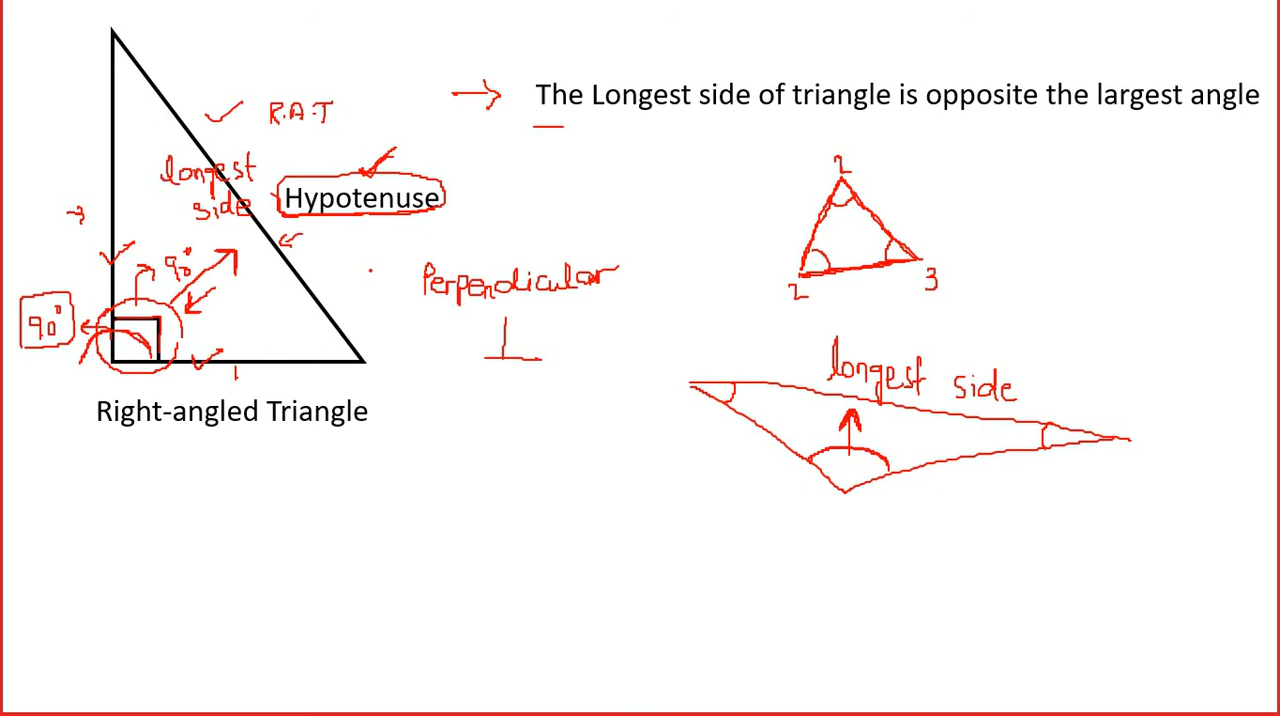 The Longest side of triangle is opposite the largest angle
R.A.T
longest
side
Hypotenuse
90°
90°
Perpendicular
⊥
2
2
3
longest side
Right-angled Triangle